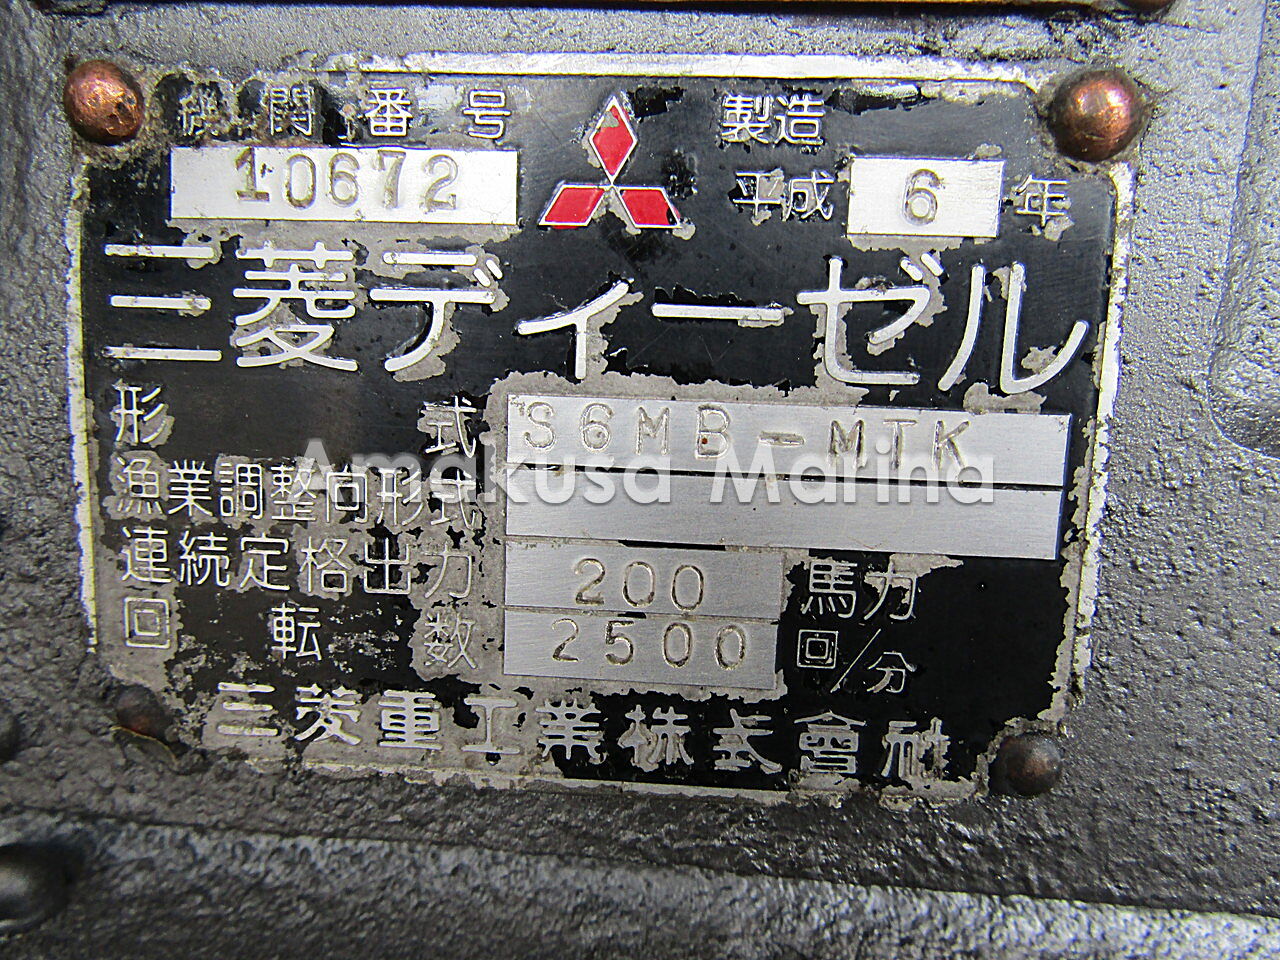 機関番号
10672
製造
平成 6 年
三菱ディーゼル
形式 S6MB-MTK
漁業調整向形式
連続定格出力 200 馬力
回転数 2500 回/分
三菱重工業株式會社
Amakusa Marina